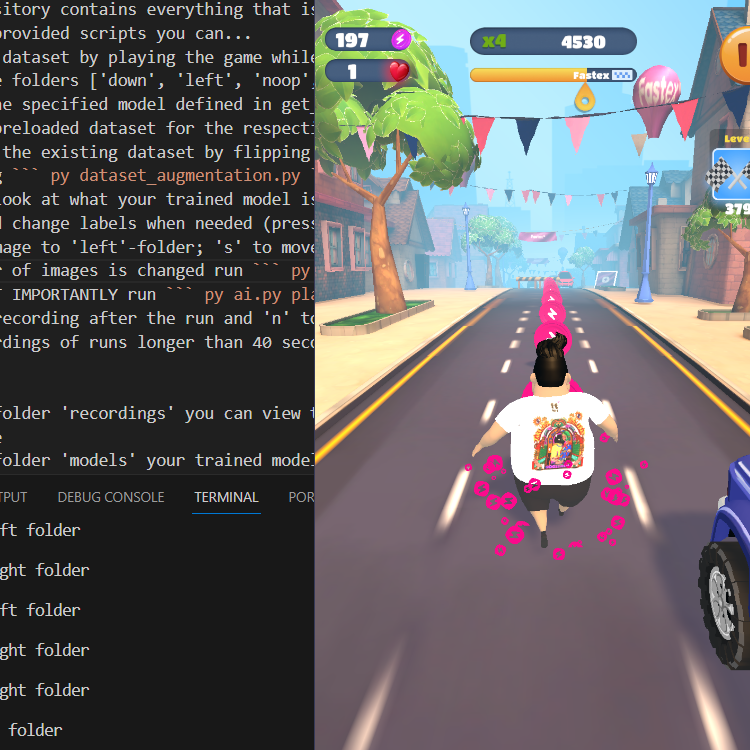 sitory contains everything that is
provided scripts you can...
dataset by playing the game while
e folders ['down', 'left', 'noop',
ne specified model defined in get_
preloaded dataset for the respecti
the existing dataset by flipping
g ``` py dataset_augmentation.py
look at what your trained model is
d change labels when needed (press
mage to 'left'-folder; 's' to move
r of images is changed run ``` py
T IMPORTANTLY run ``` py ai.py pla
recording after the run and 'n' to
rdings of runs longer than 40 seco
folder 'recordings' you can view t
e
folder 'models' your trained model
TPUT DEBUG CONSOLE TERMINAL POR
ft folder
ght folder
ft folder
ght folder
ght folder
folder
197
x4 4530
1
Fastex
Fastex
Leve
379